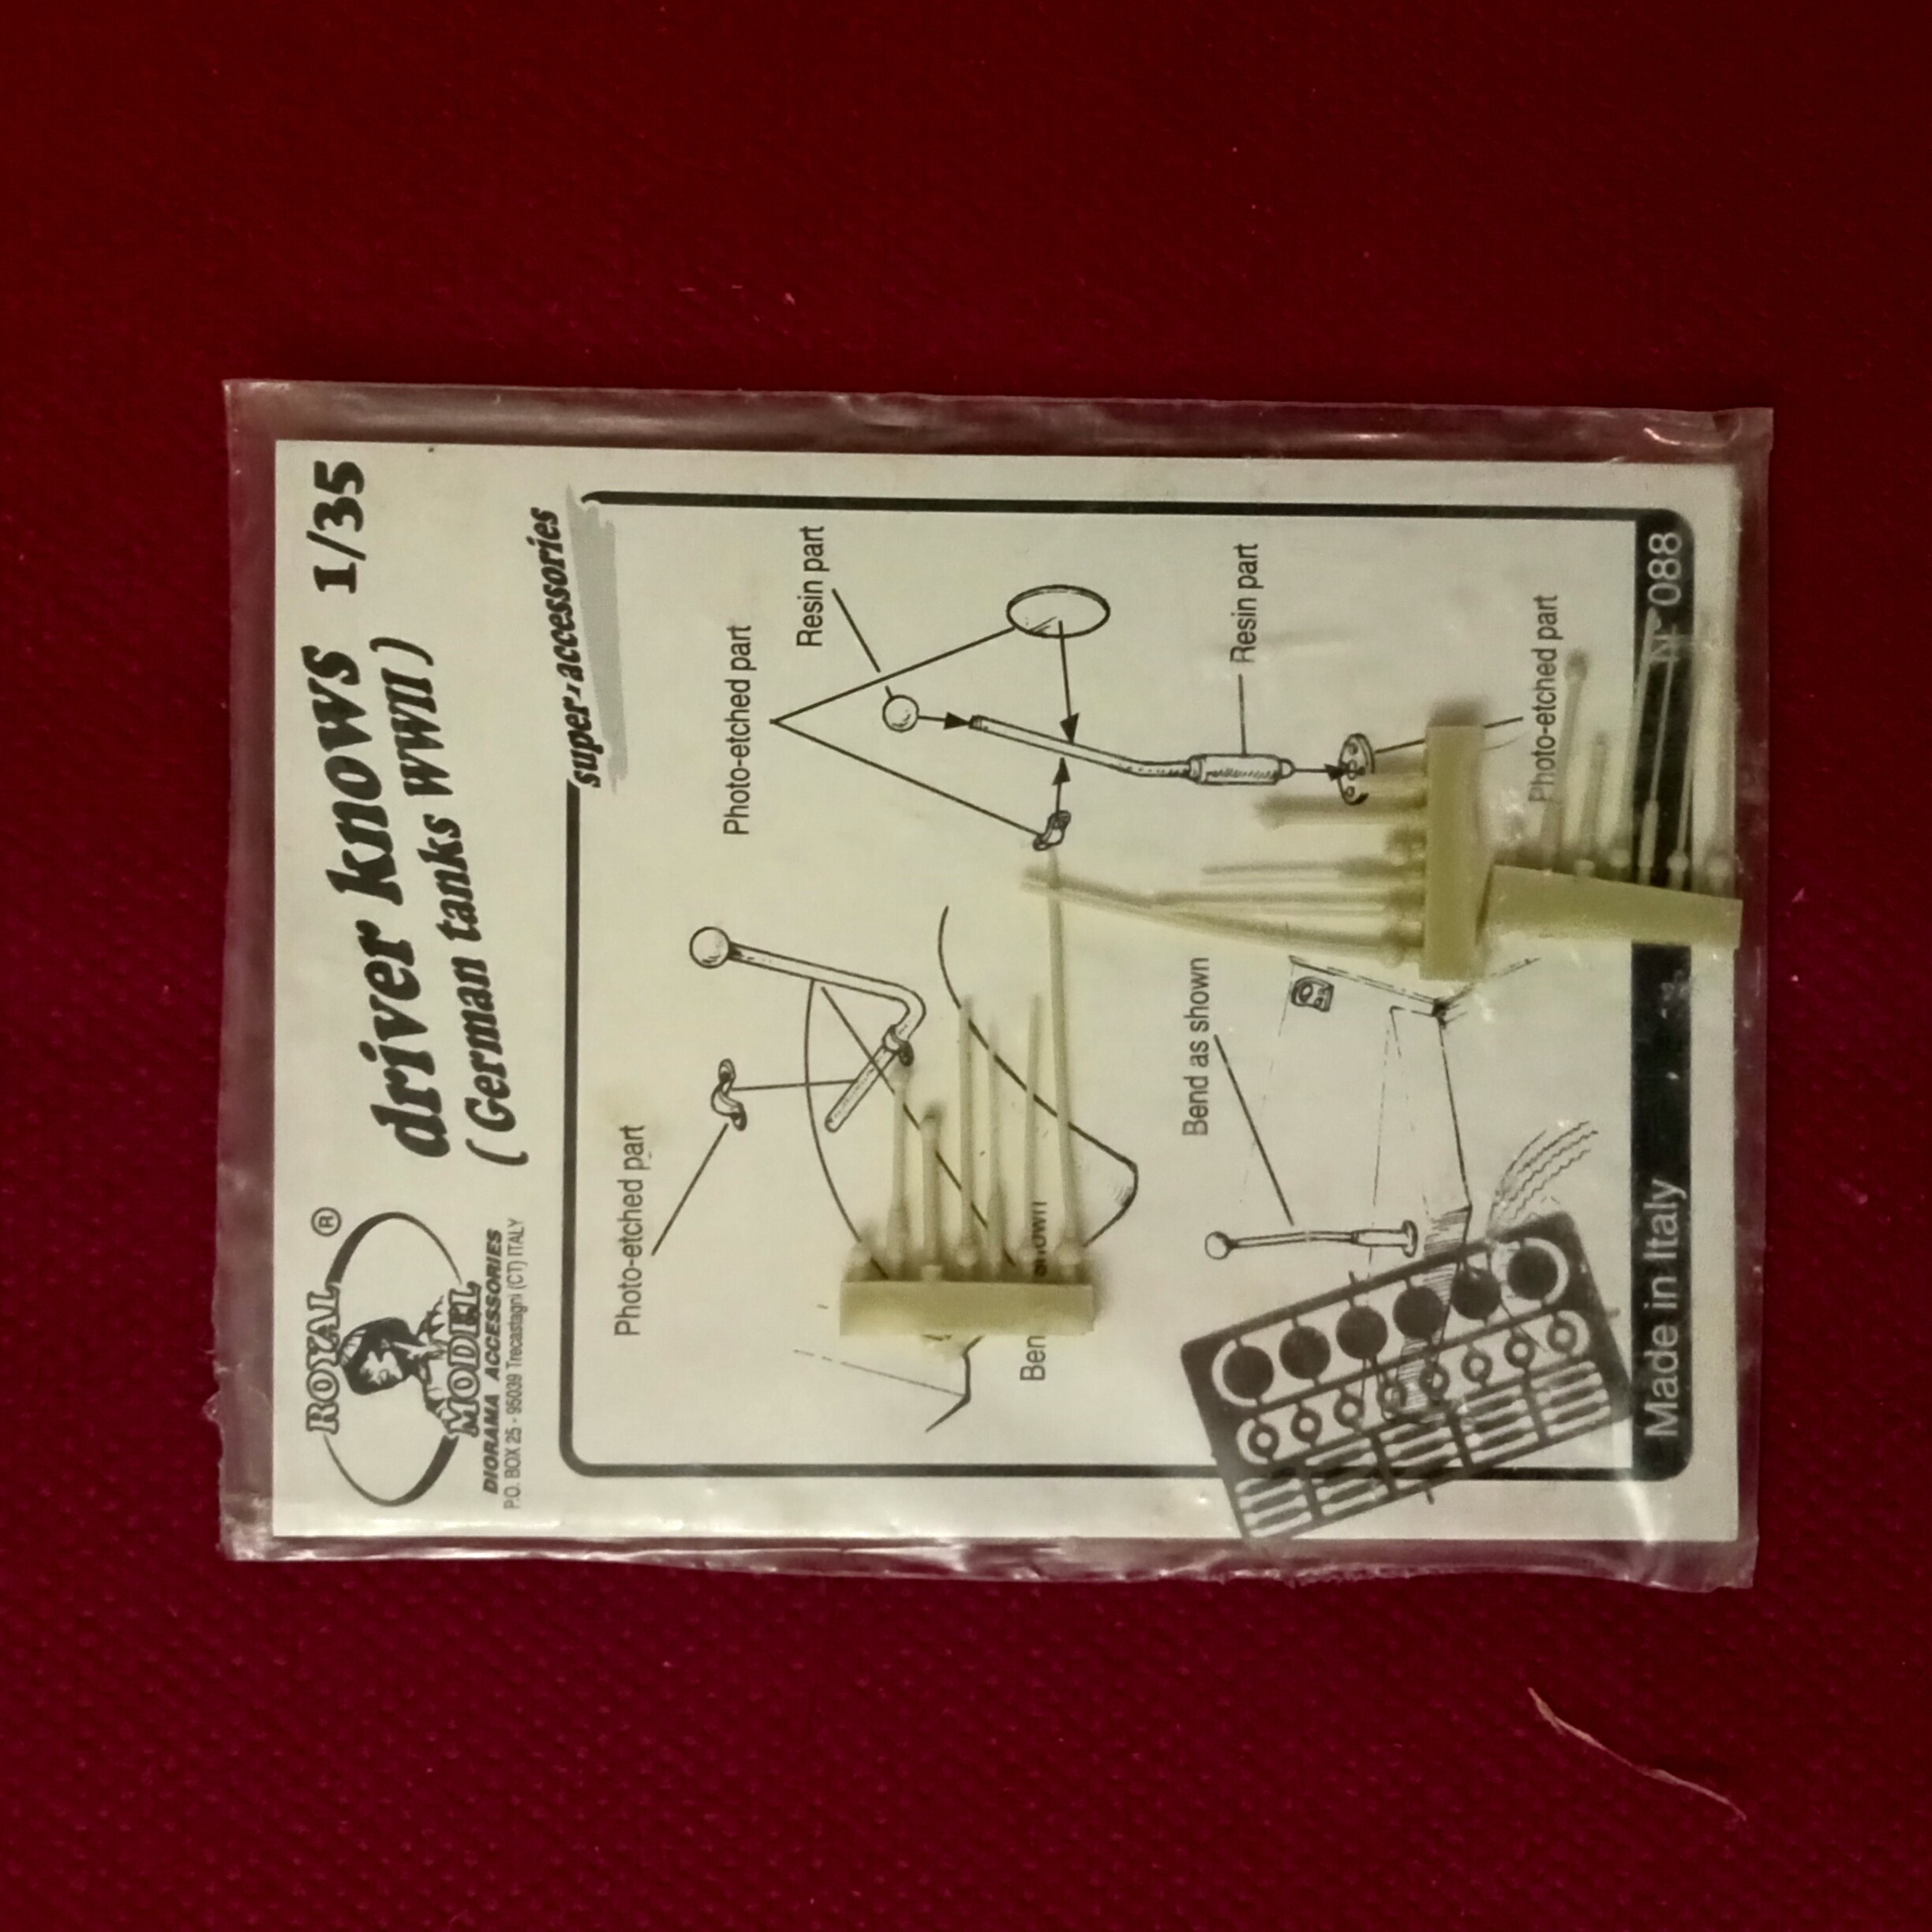 ROYAL ®
MODEL
DIORAMA ACCESSORIES
P.O. BOX 25 - 95039 Trecastagni (CT) ITALY
driver knows 1/35
(German tanks WWII)
super accessories
Photo-etched part
Photo-etched part
Resin part
Bend as shown
Resin part
Photo-etched part
Made in Italy
N° 088